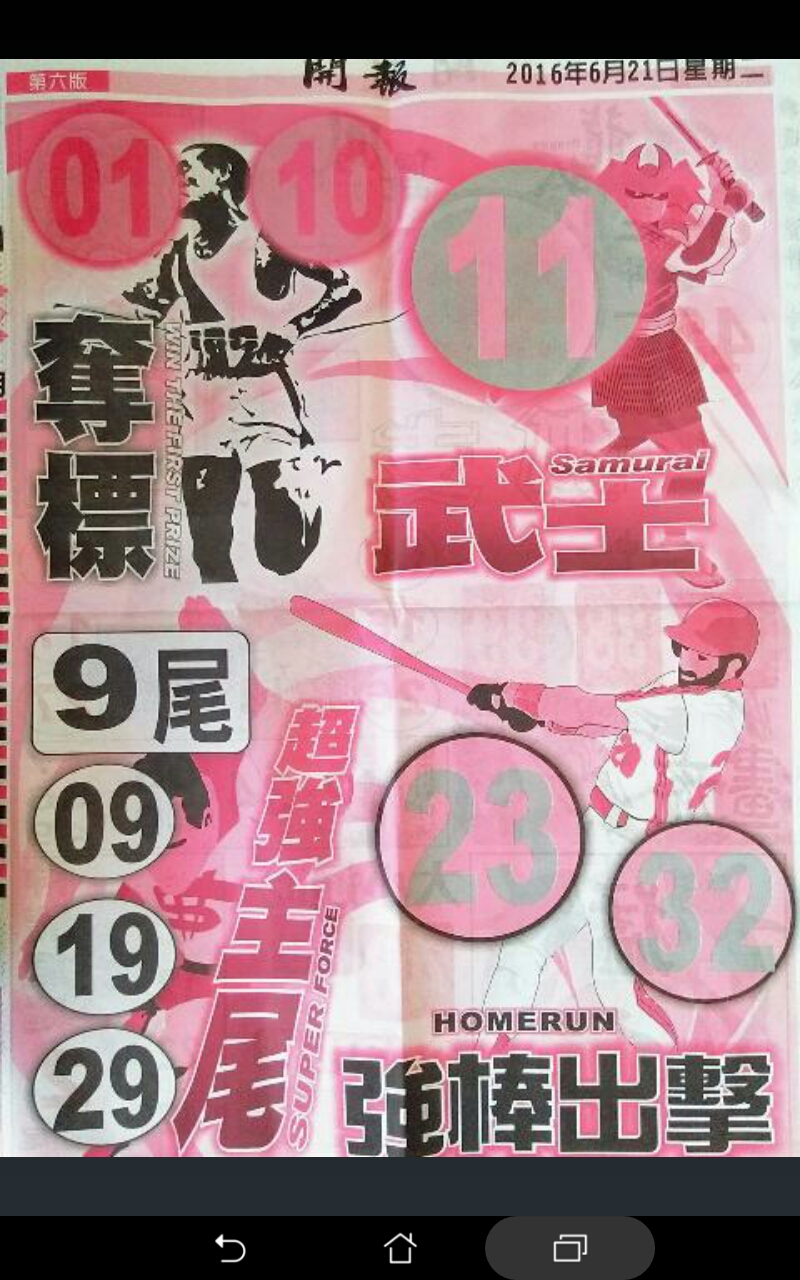 第六版
開報
2016年6月21日星期二
01
10
11
奪標
WIN THE FIRST PRIZE
Samurai
武士
9尾
09
19
29
超強主尾
SUPER FORCE
23
32
HOMERUN
強棒出擊